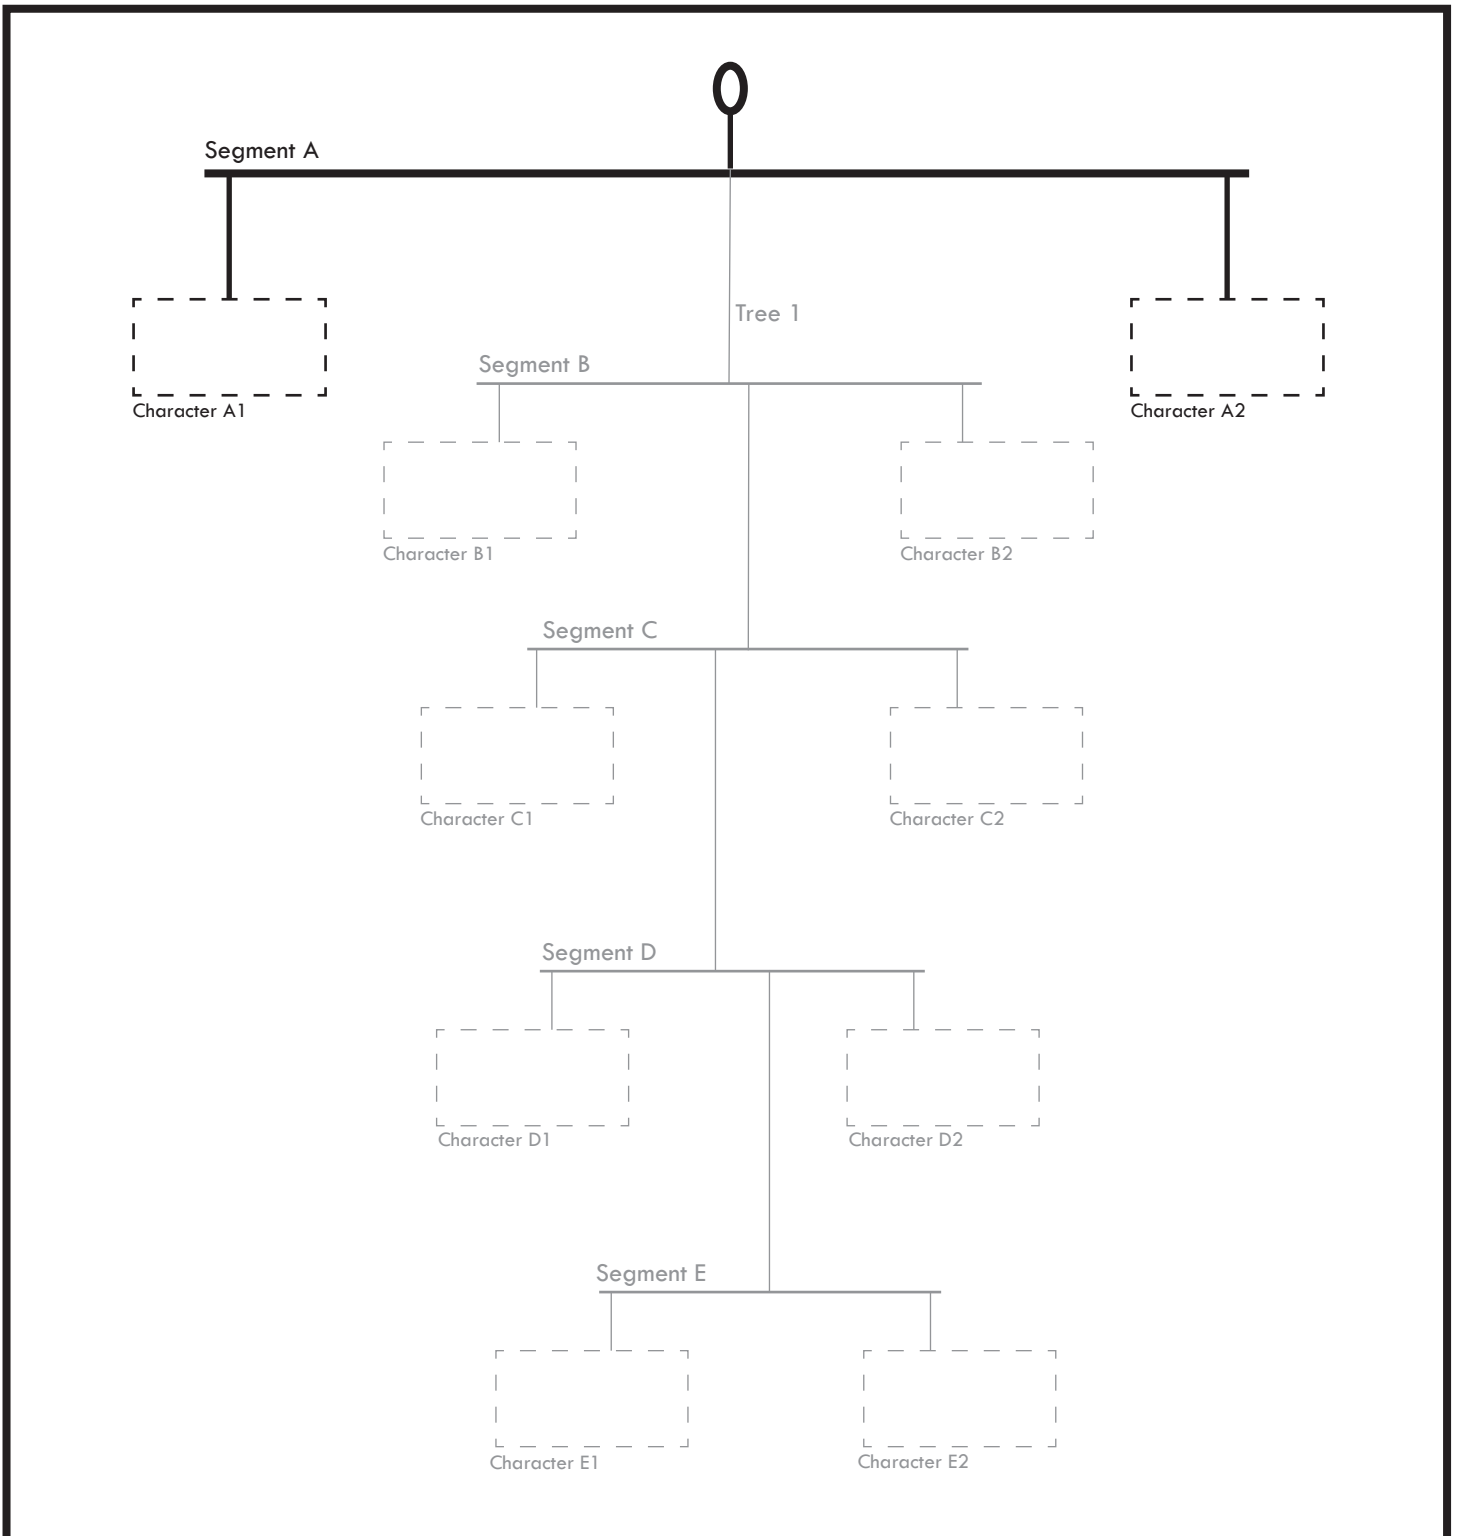 Segment A
Character A1
Character A2
Tree 1
Segment B
Character B1
Character B2
Segment C
Character C1
Character C2
Segment D
Character D1
Character D2
Segment E
Character E1
Character E2